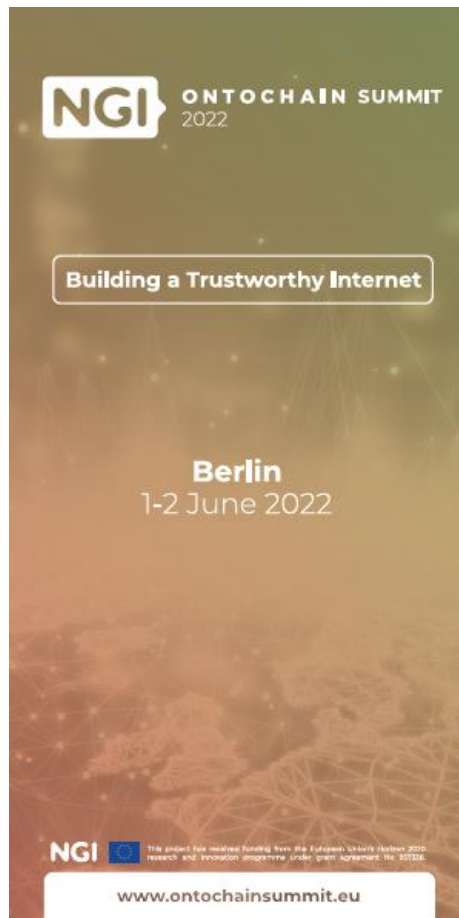 NGI ONTOCHAIN SUMMIT
2022
Building a Trustworthy Internet
Berlin
1-2 June 2022
NGI This project has received funding from the European Union's Horizon 2020
research and innovation programme under grant agreement No 957338.
www.ontochainsummit.eu